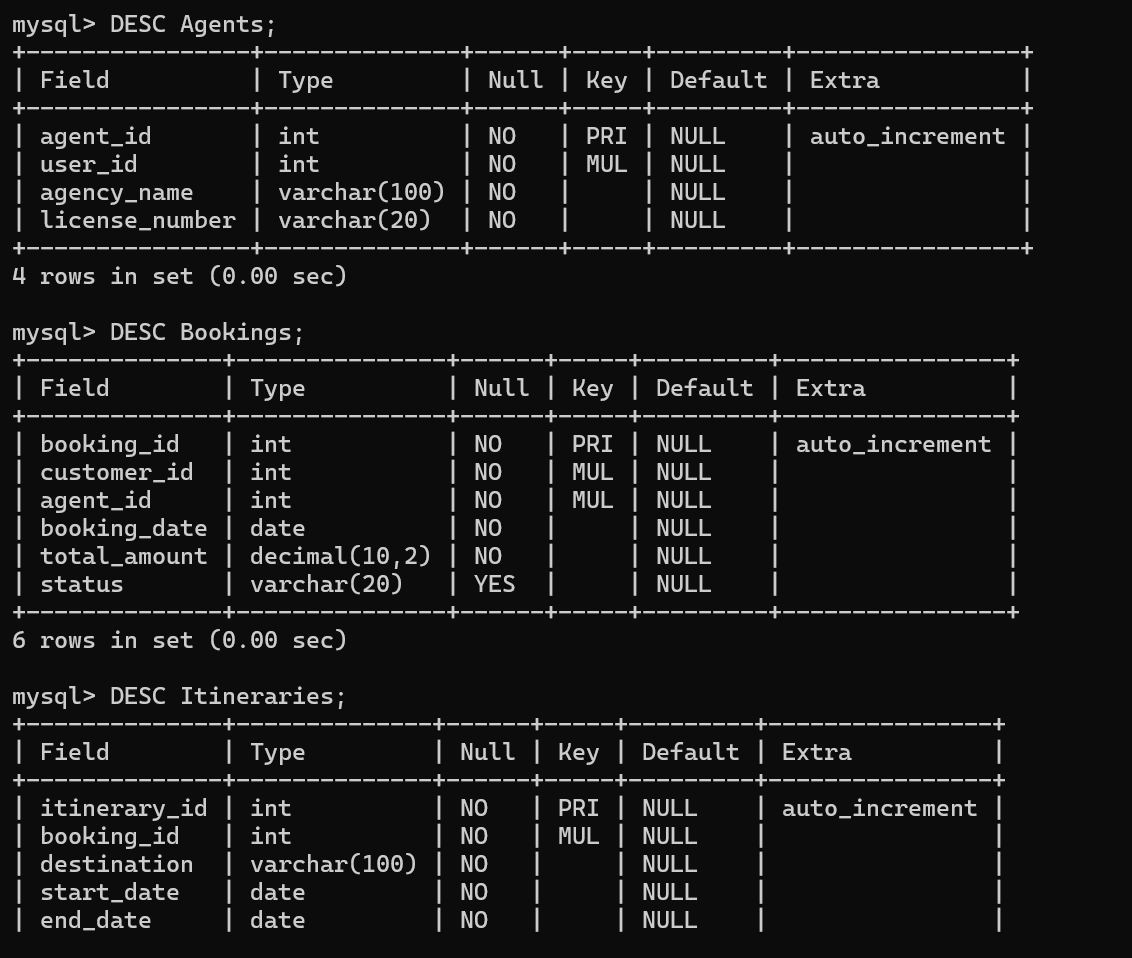 mysql> DESC Agents;
+----------------+--------------+------+-----+---------+----------------+
| Field          | Type         | Null | Key | Default | Extra          |
+----------------+--------------+------+-----+---------+----------------+
| agent_id       | int          | NO   | PRI | NULL    | auto_increment |
| user_id        | int          | NO   | MUL | NULL    |                |
| agency_name    | varchar(100) | NO   |     | NULL    |                |
| license_number | varchar(20)  | NO   |     | NULL    |                |
+----------------+--------------+------+-----+---------+----------------+
4 rows in set (0.00 sec)

mysql> DESC Bookings;
+--------------+---------------+------+-----+---------+----------------+
| Field        | Type          | Null | Key | Default | Extra          |
+--------------+---------------+------+-----+---------+----------------+
| booking_id   | int           | NO   | PRI | NULL    | auto_increment |
| customer_id  | int           | NO   | MUL | NULL    |                |
| agent_id     | int           | NO   | MUL | NULL    |                |
| booking_date | date          | NO   |     | NULL    |                |
| total_amount | decimal(10,2) | NO   |     | NULL    |                |
| status       | varchar(20)   | YES  |     | NULL    |                |
+--------------+---------------+------+-----+---------+----------------+
6 rows in set (0.00 sec)

mysql> DESC Itineraries;
+--------------+--------------+------+-----+---------+----------------+
| Field        | Type         | Null | Key | Default | Extra          |
+--------------+--------------+------+-----+---------+----------------+
| itinerary_id | int          | NO   | PRI | NULL    | auto_increment |
| booking_id   | int          | NO   | MUL | NULL    |                |
| destination  | varchar(100) | NO   |     | NULL    |                |
| start_date   | date         | NO   |     | NULL    |                |
| end_date     | date         | NO   |     | NULL    |                |